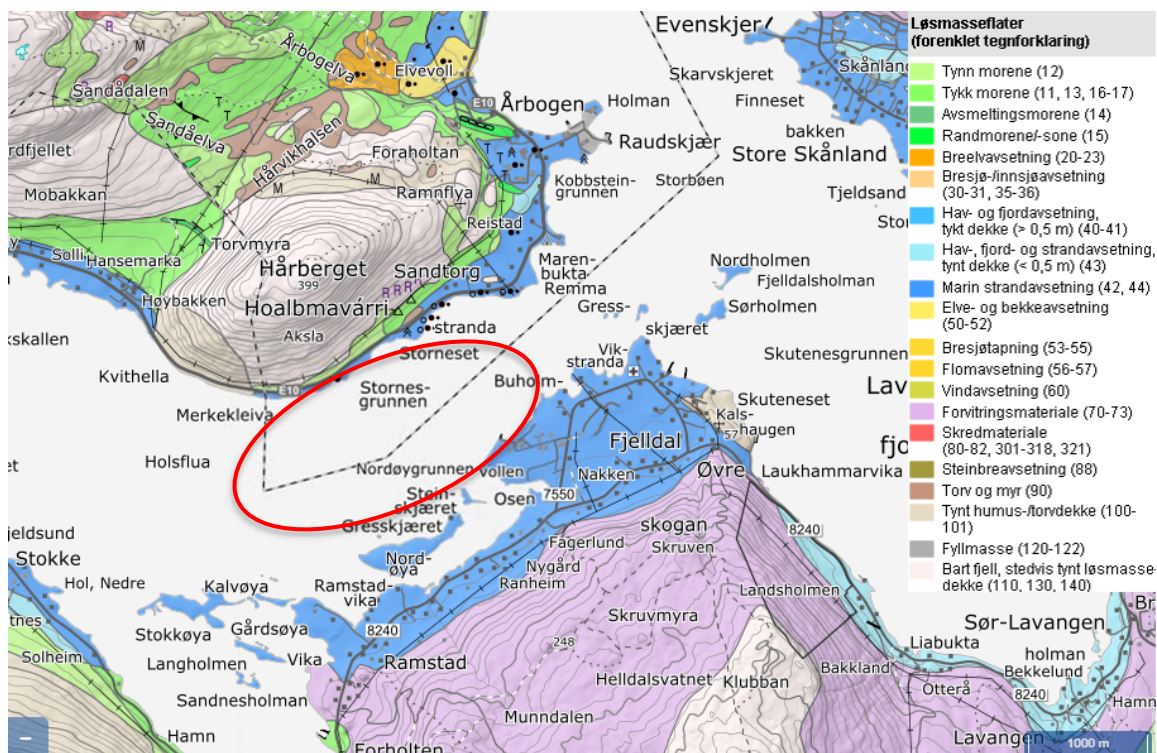 Evenskjer
Skånland
Skarvskjeret
Elvevoll
Årbogelva
Sandådalen
E10
Årbogen
Holman
Finneset
Sandåelva
Hårvikhalsen
Raudskjær
bakken
rdfjellet
Foraholtan
Store Skånland
Mobakkan
Ramnflya
Kobbstein-
grunnen
Storbøen
Tjeldsand
Reistad
Torvmyra
Solli
Hansemarka
Maren-
bukta
Remma
Nordholmen
Hårberget
Sandtorg
Fjelldalsholman
399
Høybakken
Hoalbmavárri
Gress-
skjæret
Sørholmen
kskallen
Aksla
stranda
Storneset
Vik-
stranda
Skutenesgrunnen
Kvithella
E10
Stornes-
grunnen
Buholm-
Skuteneset
Merkekleiva
Kals-
haugen
57
Fjelldal
Holsflua
Nordøygrunnen
vollen
Nakken
Øvre
Laukhammarvika
Stein-
skjæret
Osen
7550
Gresskjæret
skogan
8240
jeldsund
Stokke
Fagerlund
Skruven
Nord-
øya
Nygård
Hol, Nedre
Kalvøya
Ramstad-
vika
Ranheim
Landsholmen
Skruvmyra
Stokkøya
Gårdsøya
8240
Sør-Lavangen
248
Liabukta
holman
Solheim
Langholmen
Vika
Ramstad
Bakkland
Bekkelund
Helldalsvatnet
Klubban
Sandnesholman
Otterå
8240
Munndalen
Hamn
Lavangen
Forholten
1000 m
Løsmasseflater
(forenklet tegnforklaring)
Tynn morene (12)
Tykk morene (11, 13, 16-17)
Avsmeltingsmorene (14)
Randmorene/-sone (15)
Breelvavsetning (20-23)
Bresjø-/innsjøavsetning
(30-31, 35-36)
Hav- og fjordavsetning,
tykt dekke (> 0,5 m) (40-41)
Hav-, fjord- og strandavsetning,
tynt dekke (< 0,5 m) (43)
Marin strandavsetning (42, 44)
Elve- og bekkeavsetning
(50-52)
Bresjøtapning (53-55)
Flomavsetning (56-57)
Vindavsetning (60)
Forvitringsmateriale (70-73)
Skredmateriale
(80-82, 301-318, 321)
Steinbreavsetning (88)
Torv og myr (90)
Tynt humus-/torvdekke (100-
101)
Fyllmasse (120-122)
Bart fjell, stedvis tynt løsmasse-
dekke (110, 130, 140)